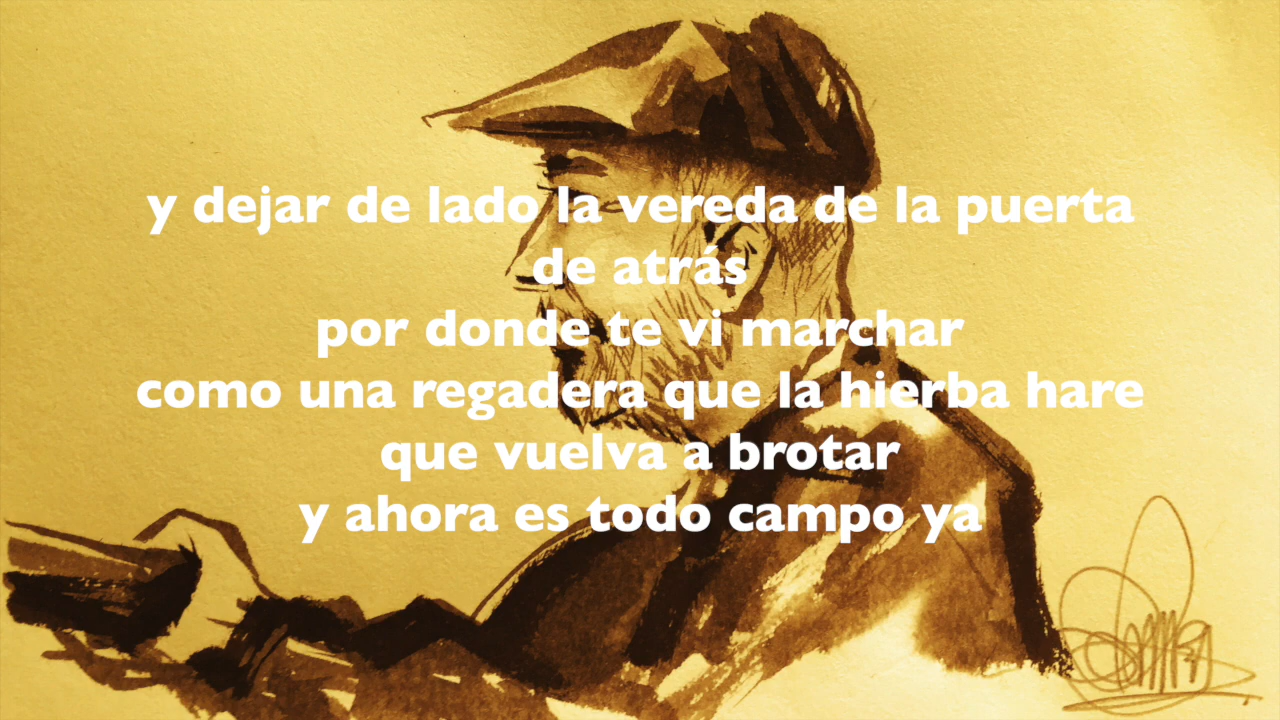 y dejar de lado la vereda de la puerta
de atrás
por donde te vi marchar
como una regadera que la hierba hare
que vuelva a brotar
y ahora es todo campo ya